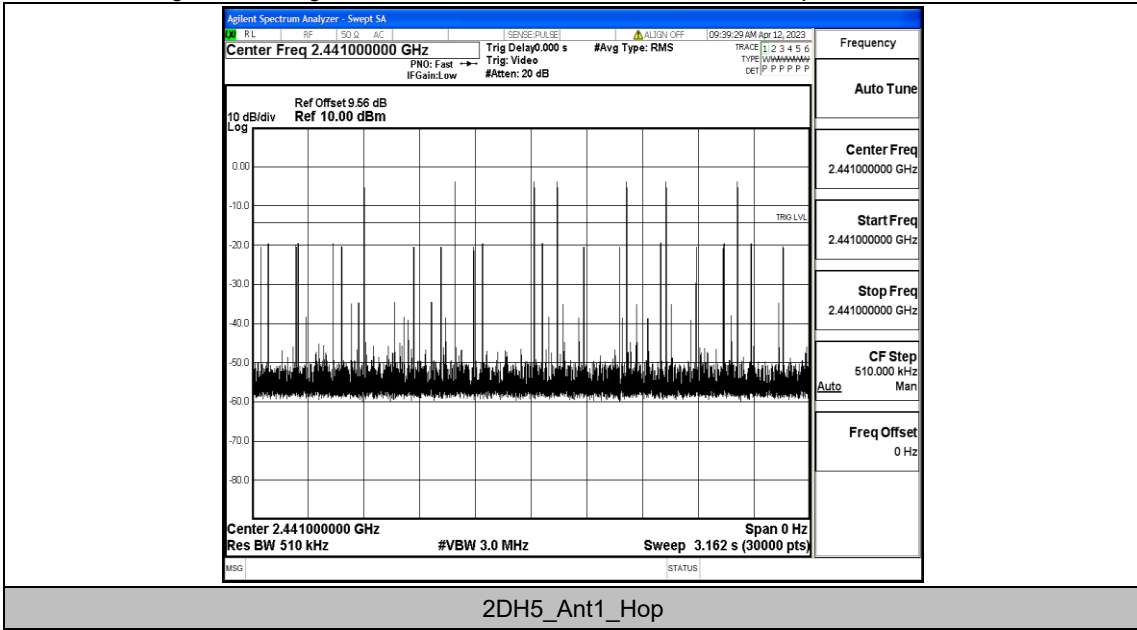 Agilent Spectrum Analyzer - Swept SA
RL RF 50 Ω AC SENSE:PULSE ALIGN OFF 09:39:29 AM Apr 12, 2023
Center Freq 2.441000000 GHz Trig Delay0.000 s #Avg Type: RMS TRACE 1 2 3 4 5 6
PNO: Fast Trig: Video TYPE
IFGain:Low #Atten: 20 dB DET P P P P P P
Frequency
Auto Tune
Ref Offset 9.56 dB
10 dB/div Ref 10.00 dBm
Log
0.00
-10.0
TRIG LVL
-20.0
-30.0
-40.0
-50.0
-60.0
-70.0
-80.0
Center Freq
2.441000000 GHz
Start Freq
2.441000000 GHz
Stop Freq
2.441000000 GHz
CF Step
510.000 kHz
Auto Man
Freq Offset
0 Hz
Center 2.441000000 GHz Span 0 Hz
Res BW 510 kHz #VBW 3.0 MHz Sweep 3.162 s (30000 pts)
MSG STATUS
2DH5_Ant1_Hop